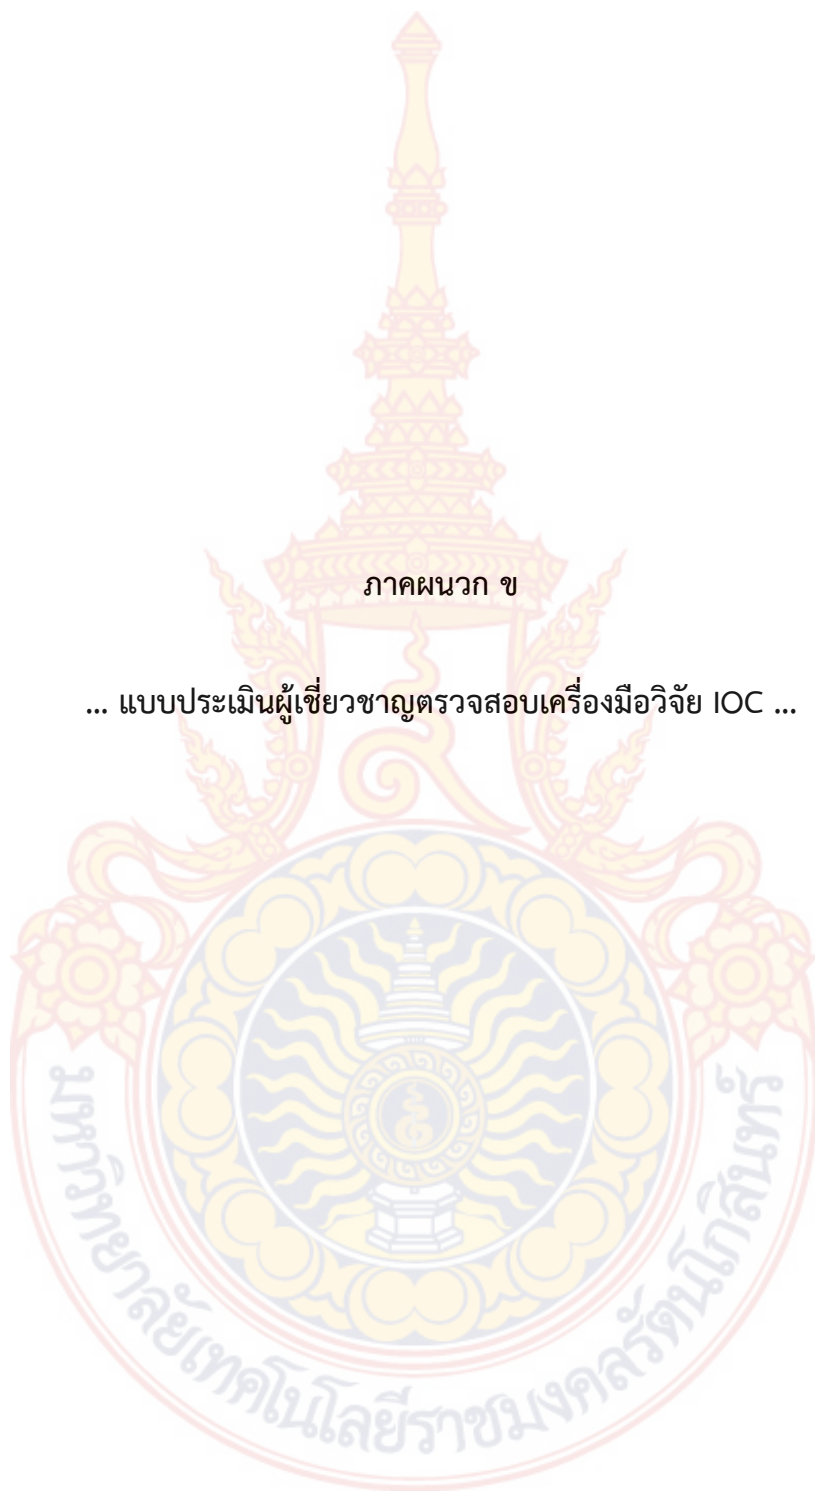 ภาคผนวก ข
... แบบประเมินผู้เชี่ยวชาญตรวจสอบเครื่องมือวิจัย IOC ...
มหาวิทยาลัยเทคโนโลยีราชมงคลรัตนโกสินทร์